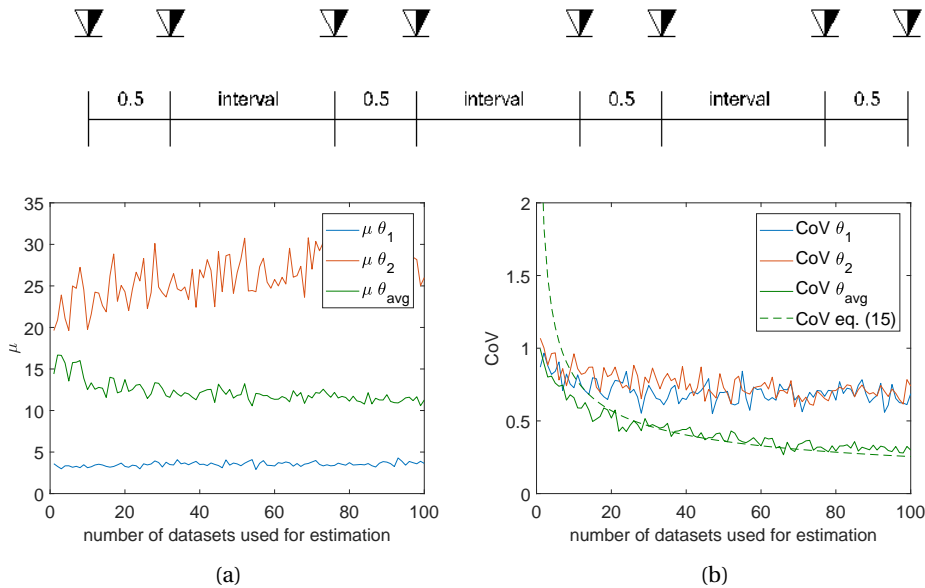 0.5 interval 0.5 interval 0.5 interval 0.5
35
30
25
20
15
10
5
0
μ
μ θ1
μ θ2
μ θavg
0 20 40 60 80 100
number of datasets used for estimation
(a)
2
1.5
1
0.5
0
CoV
CoV θ1
CoV θ2
CoV θavg
CoV eq. (15)
0 20 40 60 80 100
number of datasets used for estimation
(b)